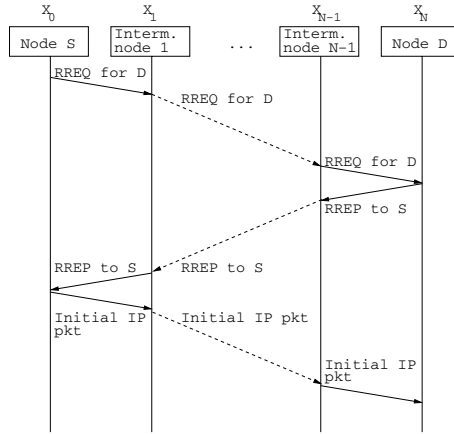 X0 X1 XN-1 XN
Node S
Interm.
node 1
...
Interm.
node N-1
Node D
RREQ for D
RREQ for D
RREQ for D
RREP to S
RREP to S
RREP to S
Initial IP
pkt
Initial IP pkt
Initial IP
pkt